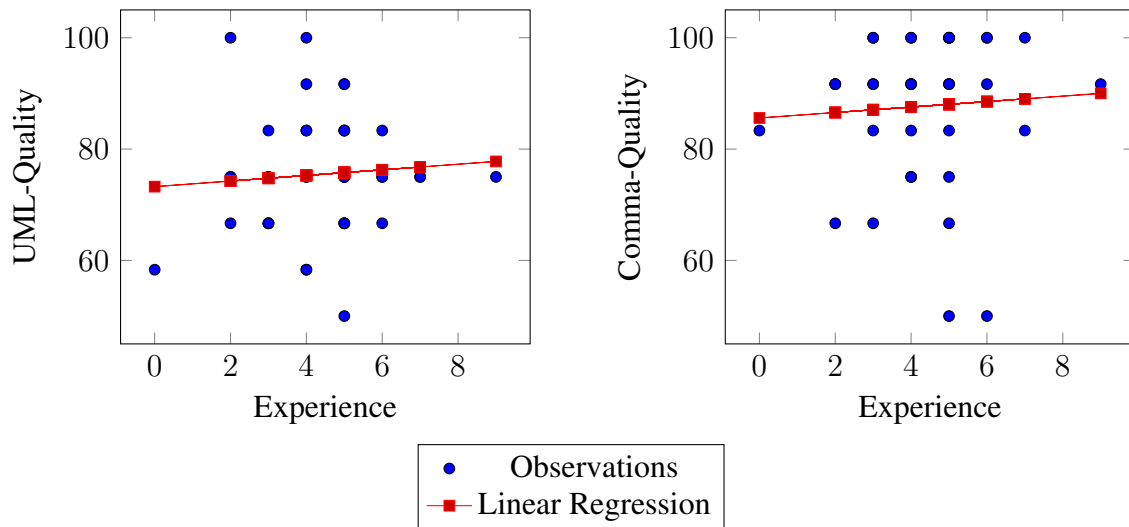 UML-Quality
100
80
60
0 2 4 6 8
Experience
Comma-Quality
100
80
60
0 2 4 6 8
Experience
Observations
Linear Regression